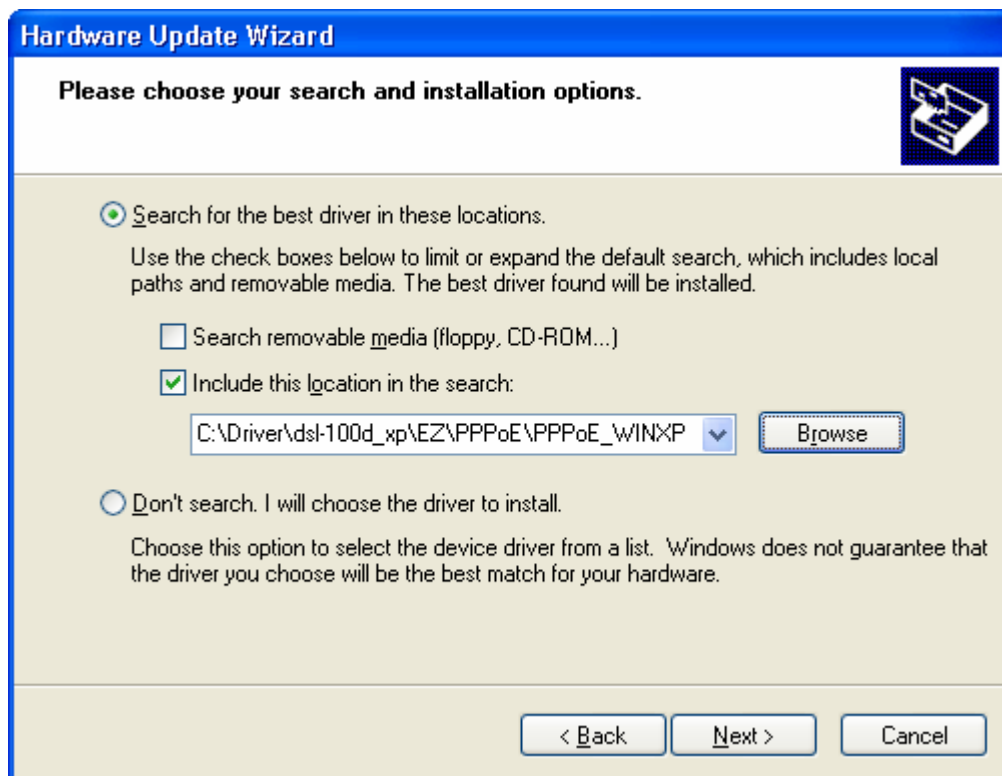 Hardware Update Wizard
Please choose your search and installation options.
Search for the best driver in these locations.
Use the check boxes below to limit or expand the default search, which includes local
paths and removable media. The best driver found will be installed.
Search removable media (floppy, CD-ROM...)
Include this location in the search:
C:\Driver\dsl-100d_xp\EZ\PPPoE\PPPoE_WINXP
Browse
Don't search. I will choose the driver to install.
Choose this option to select the device driver from a list.  Windows does not guarantee that
the driver you choose will be the best match for your hardware.
< Back
Next >
Cancel